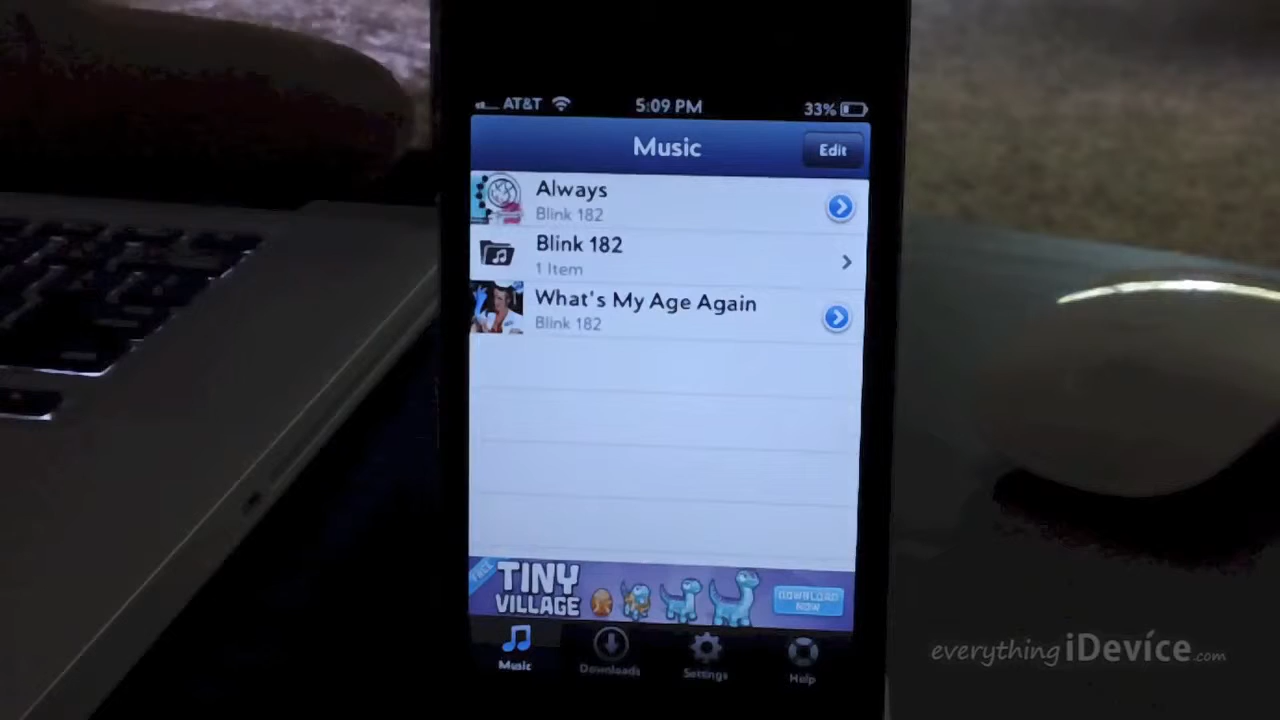 AT&T 5:09 PM 33%
Music Edit
Always
Blink 182
Blink 182
1 Item
What's My Age Again
Blink 182
FREE
TINY
VILLAGE
DOWNLOAD
NOW
Music Downloads Settings Help
everythingiDevice.com